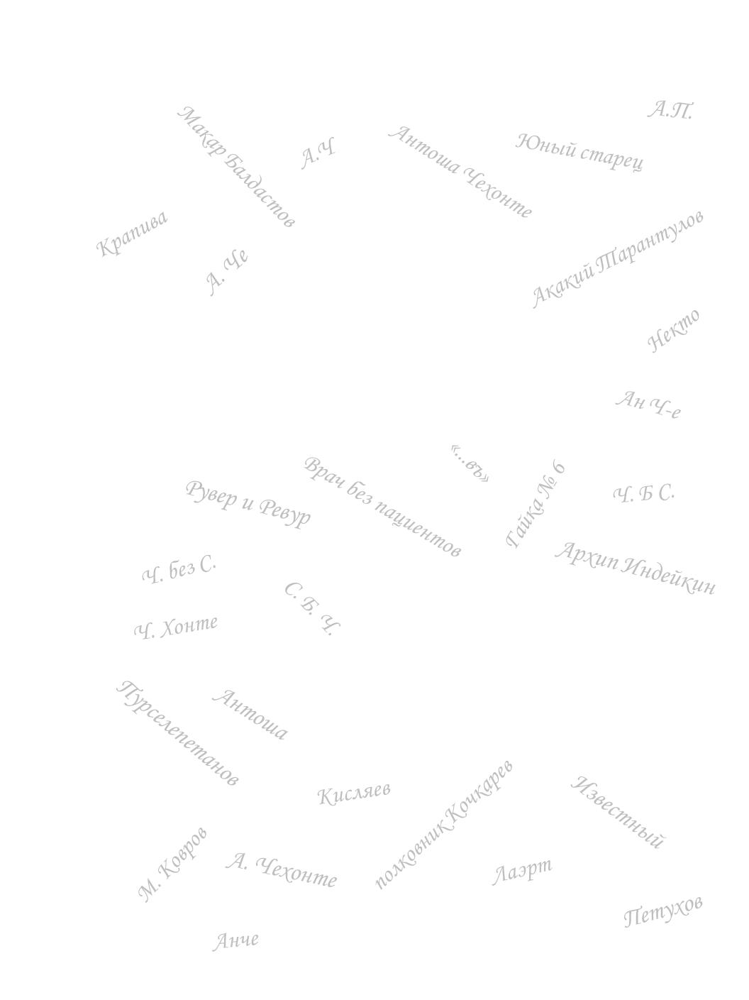 А.П.
Макар Балдастов
А.Ч
Антоша Чехонте
Юный старец
Крапива
А. Че
Акакий Тарантулов
Некто
Ан Ч-е
«...въ»
Врач без пациентов
Гайка № 6
Рувер и Ревур
Ч. Б С.
Архип Индейкин
Ч. без С.
С. Б. Ч.
Ч. Хонте
Пурселепетанов
Антоша
Кисляев
полковник Кочкарев
Известный
М. Ковров
А. Чехонте
Лаэрт
Петухов
Анче